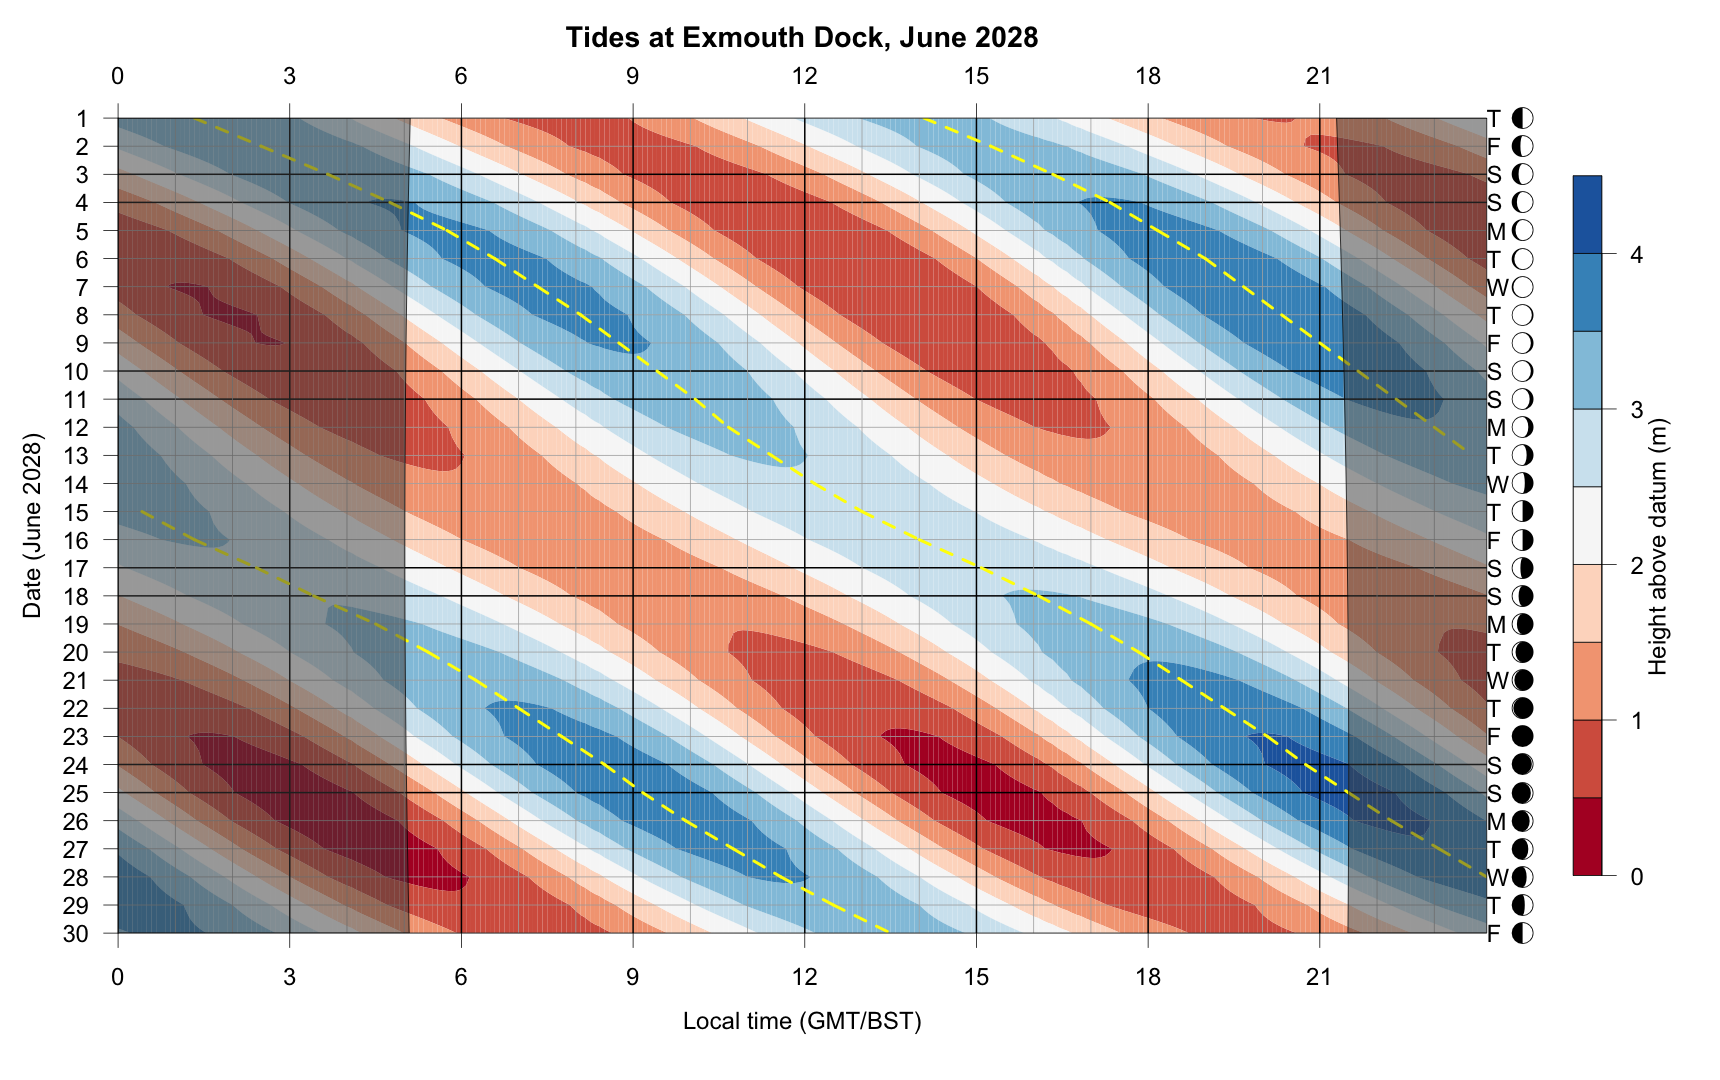 Tides at Exmouth Dock, June 2028
0 3 6 9 12 15 18 21
1 T
2 F
3 S
4 S
5 M
6 T
7 W
8 T
9 F
10 S
11 S
12 M
13 T
14 W
15 T
16 F
17 S
18 S
19 M
20 T
21 W
22 T
23 F
24 S
25 S
26 M
27 T
28 W
29 T
30 F
0 3 6 9 12 15 18 21
Local time (GMT/BST)
Date (June 2028)
4
3
2
1
0
Height above datum (m)